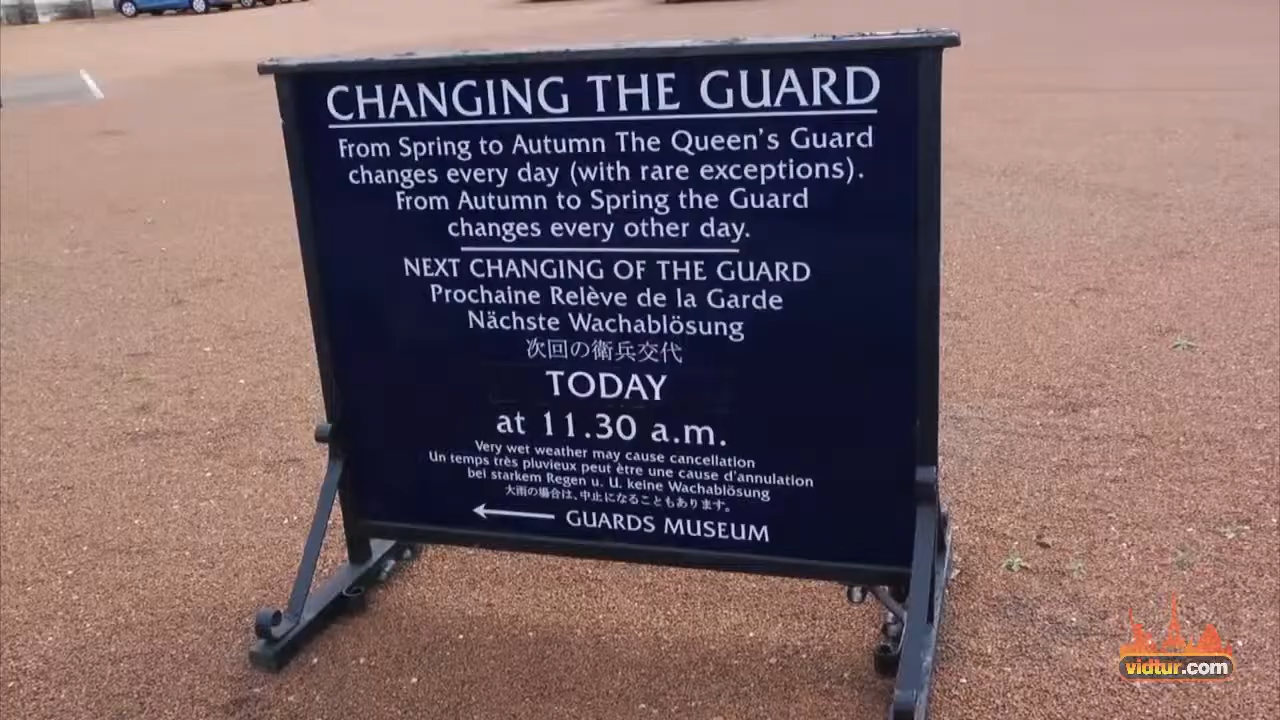 CHANGING THE GUARD
From Spring to Autumn The Queen's Guard
changes every day (with rare exceptions).
From Autumn to Spring the Guard
changes every other day.
NEXT CHANGING OF THE GUARD
Prochaine Relève de la Garde
Nächste Wachablösung
次回の衛兵交代
TODAY
at 11.30 a.m.
Very wet weather may cause cancellation
Un temps très pluvieux peut être une cause d'annulation
bei starkem Regen u. U. keine Wachablösung
大雨の場合は、中止になることもあります。
GUARDS MUSEUM
vidtur.com